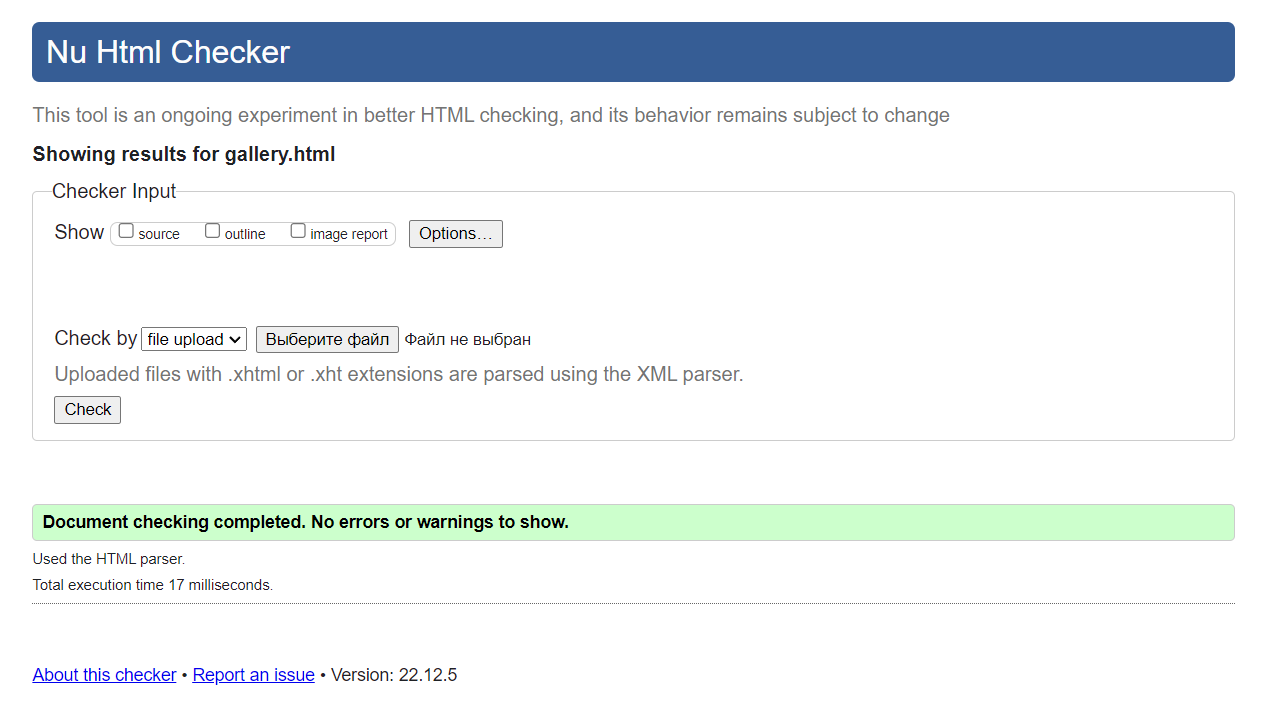 Nu Html Checker
This tool is an ongoing experiment in better HTML checking, and its behavior remains subject to change
Showing results for gallery.html
Checker Input
Show source outline image report Options…
Check by file upload Выберите файл Файл не выбран
Uploaded files with .xhtml or .xht extensions are parsed using the XML parser.
Check
Document checking completed. No errors or warnings to show.
Used the HTML parser.
Total execution time 17 milliseconds.
About this checker • Report an issue • Version: 22.12.5